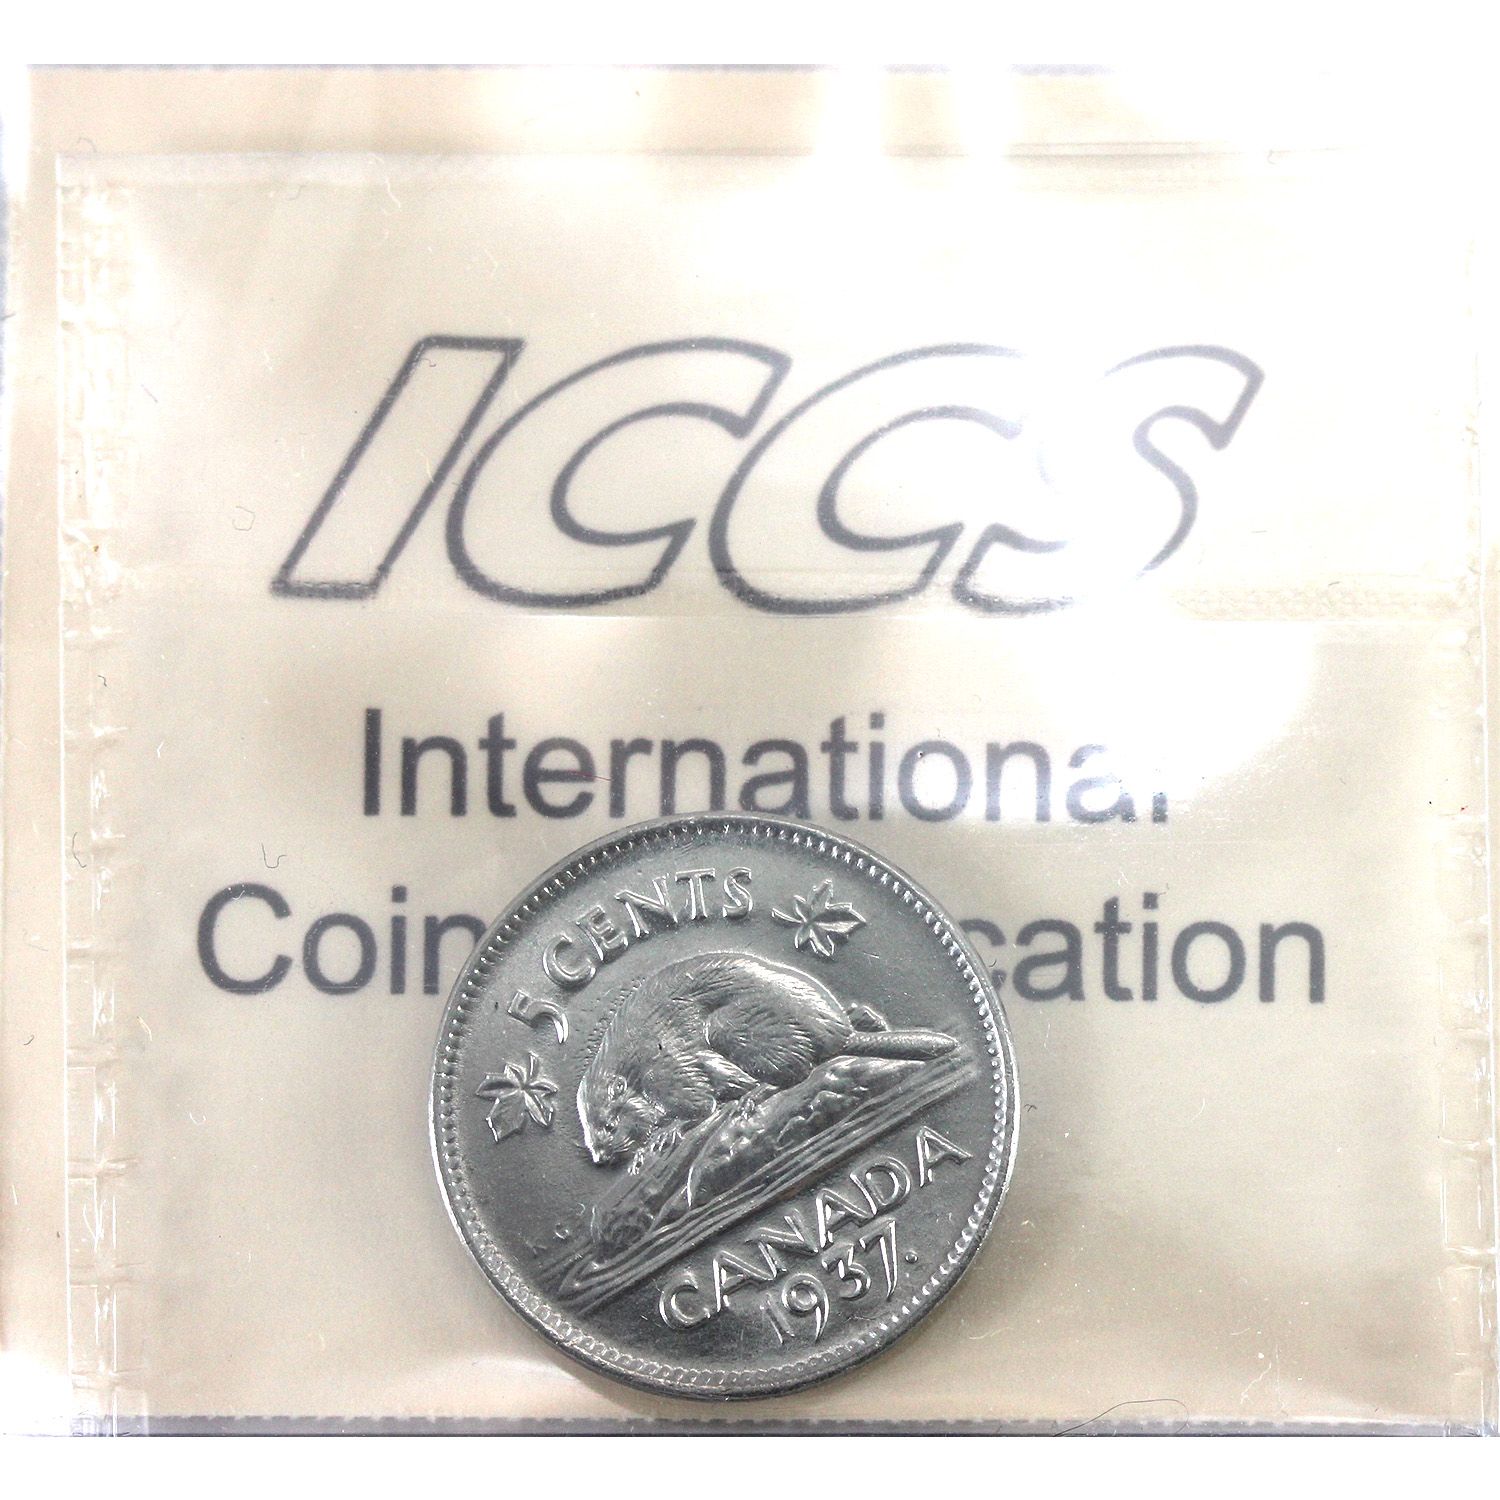 ICCS
International
Coin
cation
5 CENTS
K G
CANADA
1937.